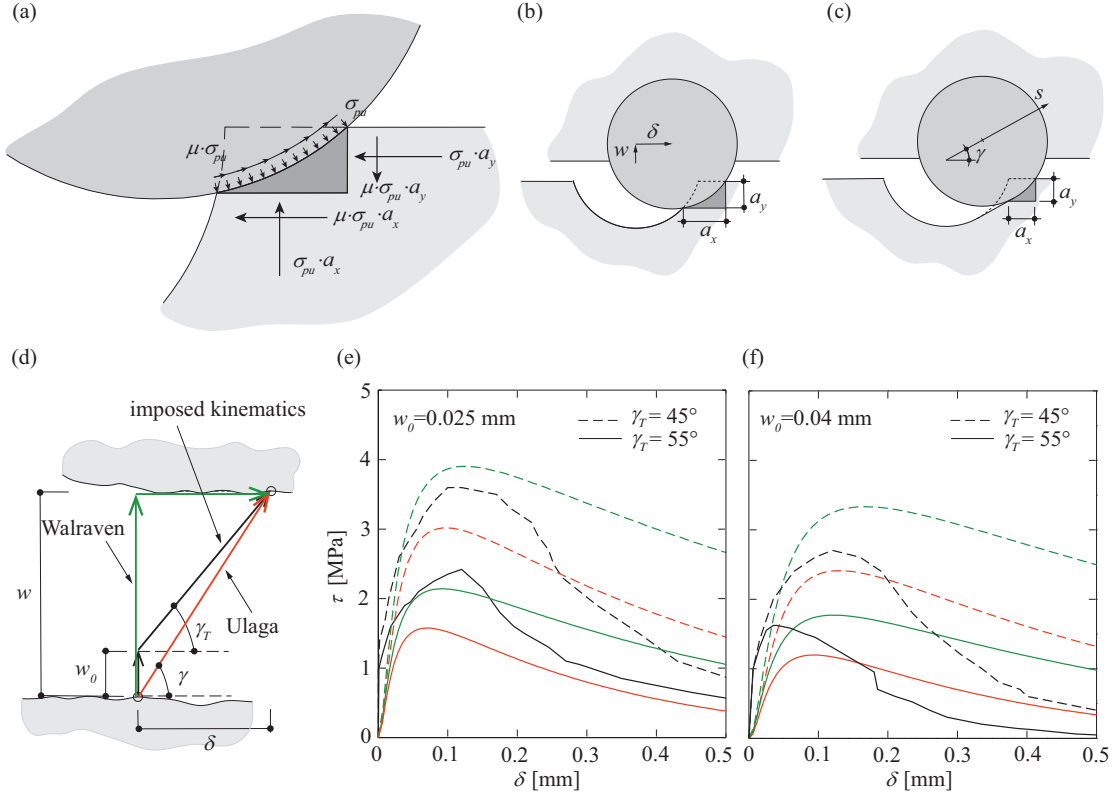 (a)
(b)
(c)
σpu
μ·σpu
σpu·ay
μ·σpu·ay
μ·σpu·ax
σpu·ax
δ
w
ay
ax
s
γ
ay
ax
(d)
(e)
(f)
imposed kinematics
Walraven
Ulaga
w
w0
γT
γ
δ
w0=0.025 mm
γT = 45°
γT = 55°
τ [MPa]
5
4
3
2
1
0
0 0.1 0.2 0.3 0.4 0.5
δ [mm]
w0=0.04 mm
γT = 45°
γT = 55°
0 0.1 0.2 0.3 0.4 0.5
δ [mm]